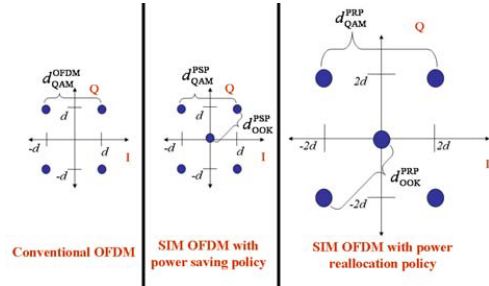 d_QAM^OFDM
Q
d
-d
d
I
-d
Conventional OFDM
d_QAM^PSP
Q
d
d_OOK^PSP
-d
d
I
-d
SIM OFDM with
power saving policy
d_QAM^PRP
Q
2d
-2d
2d
I
d_OOK^PRP
-2d
SIM OFDM with power
reallocation policy